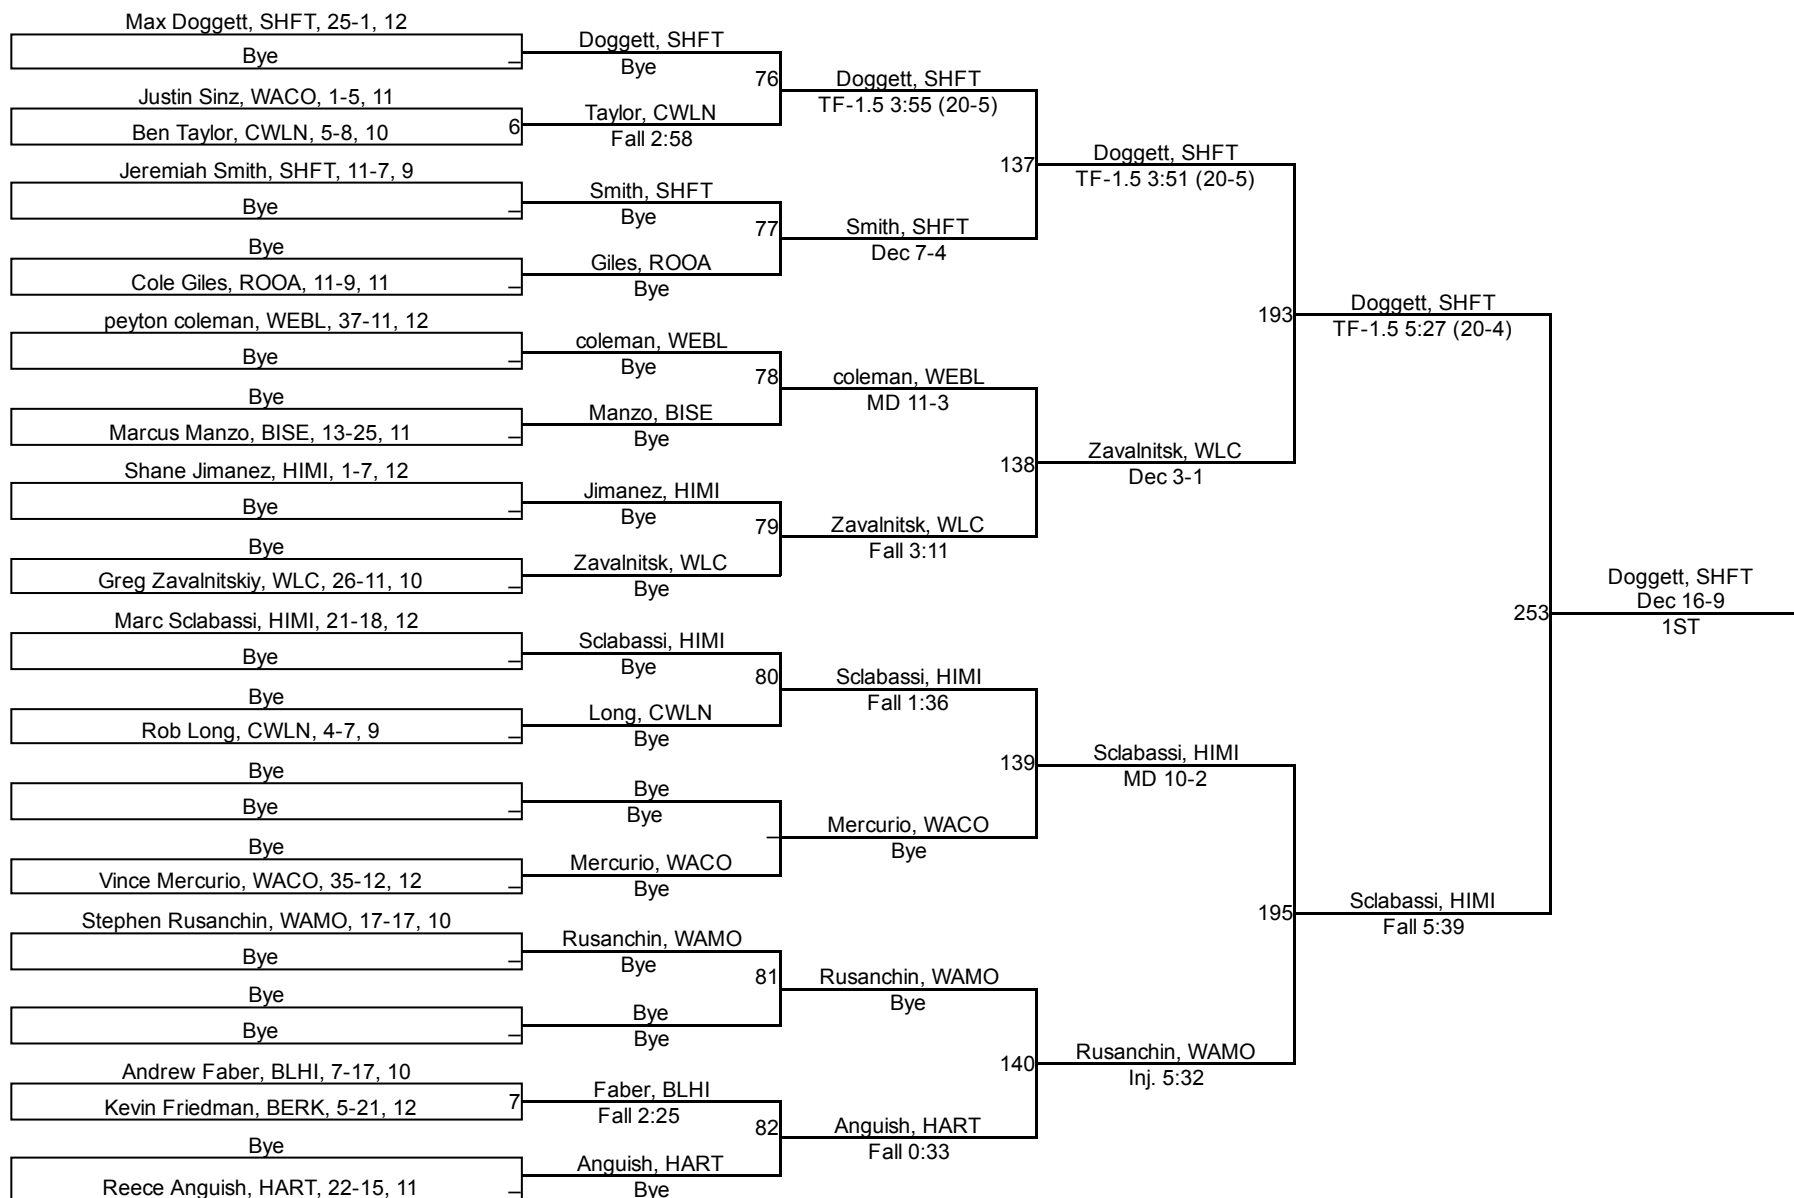 Max Doggett, SHFT, 25-1, 12
Bye
Justin Sinz, WACO, 1-5, 11
Ben Taylor, CWLN, 5-8, 10
6
Jeremiah Smith, SHFT, 11-7, 9
Bye
Bye
Cole Giles, ROOA, 11-9, 11
peyton coleman, WEBL, 37-11, 12
Bye
Bye
Marcus Manzo, BISE, 13-25, 11
Shane Jimanez, HIMI, 1-7, 12
Bye
Bye
Greg Zavalnitskiy, WLC, 26-11, 10
Marc Sclabassi, HIMI, 21-18, 12
Bye
Bye
Rob Long, CWLN, 4-7, 9
Bye
Bye
Bye
Vince Mercurio, WACO, 35-12, 12
Stephen Rusanchin, WAMO, 17-17, 10
Bye
Bye
Bye
Andrew Faber, BLHI, 7-17, 10
Kevin Friedman, BERK, 5-21, 12
7
Bye
Reece Anguish, HART, 22-15, 11
Doggett, SHFT
Bye
76
Taylor, CWLN
Fall 2:58
Smith, SHFT
Bye
77
Giles, ROOA
Bye
coleman, WEBL
Bye
78
Manzo, BISE
Bye
Jimanez, HIMI
Bye
79
Zavalnitsk, WLC
Bye
Sclabassi, HIMI
Bye
80
Long, CWLN
Bye
Bye
Bye
Mercurio, WACO
Bye
Rusanchin, WAMO
Bye
81
Bye
Bye
Faber, BLHI
Fall 2:25
82
Anguish, HART
Bye
Doggett, SHFT
TF-1.5 3:55 (20-5)
137
Smith, SHFT
Dec 7-4
coleman, WEBL
MD 11-3
138
Zavalnitsk, WLC
Fall 3:11
Sclabassi, HIMI
Fall 1:36
139
Mercurio, WACO
Bye
Rusanchin, WAMO
Bye
140
Anguish, HART
Fall 0:33
Doggett, SHFT
TF-1.5 3:51 (20-5)
193
Zavalnitsk, WLC
Dec 3-1
Sclabassi, HIMI
MD 10-2
195
Rusanchin, WAMO
Inj. 5:32
Doggett, SHFT
TF-1.5 5:27 (20-4)
253
Sclabassi, HIMI
Fall 5:39
Doggett, SHFT
Dec 16-9
1ST